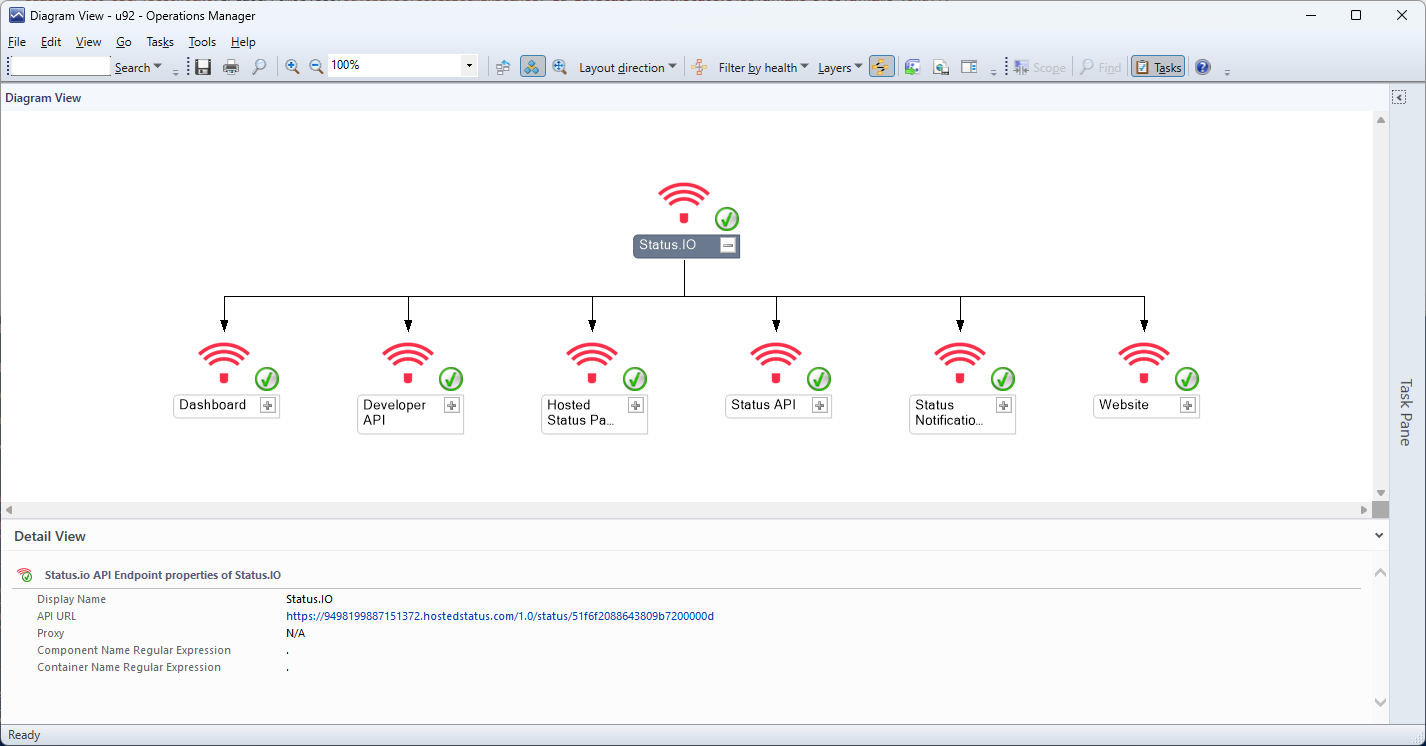 Diagram View - u92 - Operations Manager
File Edit View Go Tasks Tools Help
Search 100% Layout direction Filter by health Layers Scope Find Tasks
Diagram View
Status.IO
Dashboard
Developer
API
Hosted
Status Pa...
Status API
Status
Notificatio...
Website
Task Pane
Detail View
Status.io API Endpoint properties of Status.IO
Display Name Status.IO
API URL https://9498199887151372.hostedstatus.com/1.0/status/51f6f2088643809b7200000d
Proxy N/A
Component Name Regular Expression .
Container Name Regular Expression .
Ready